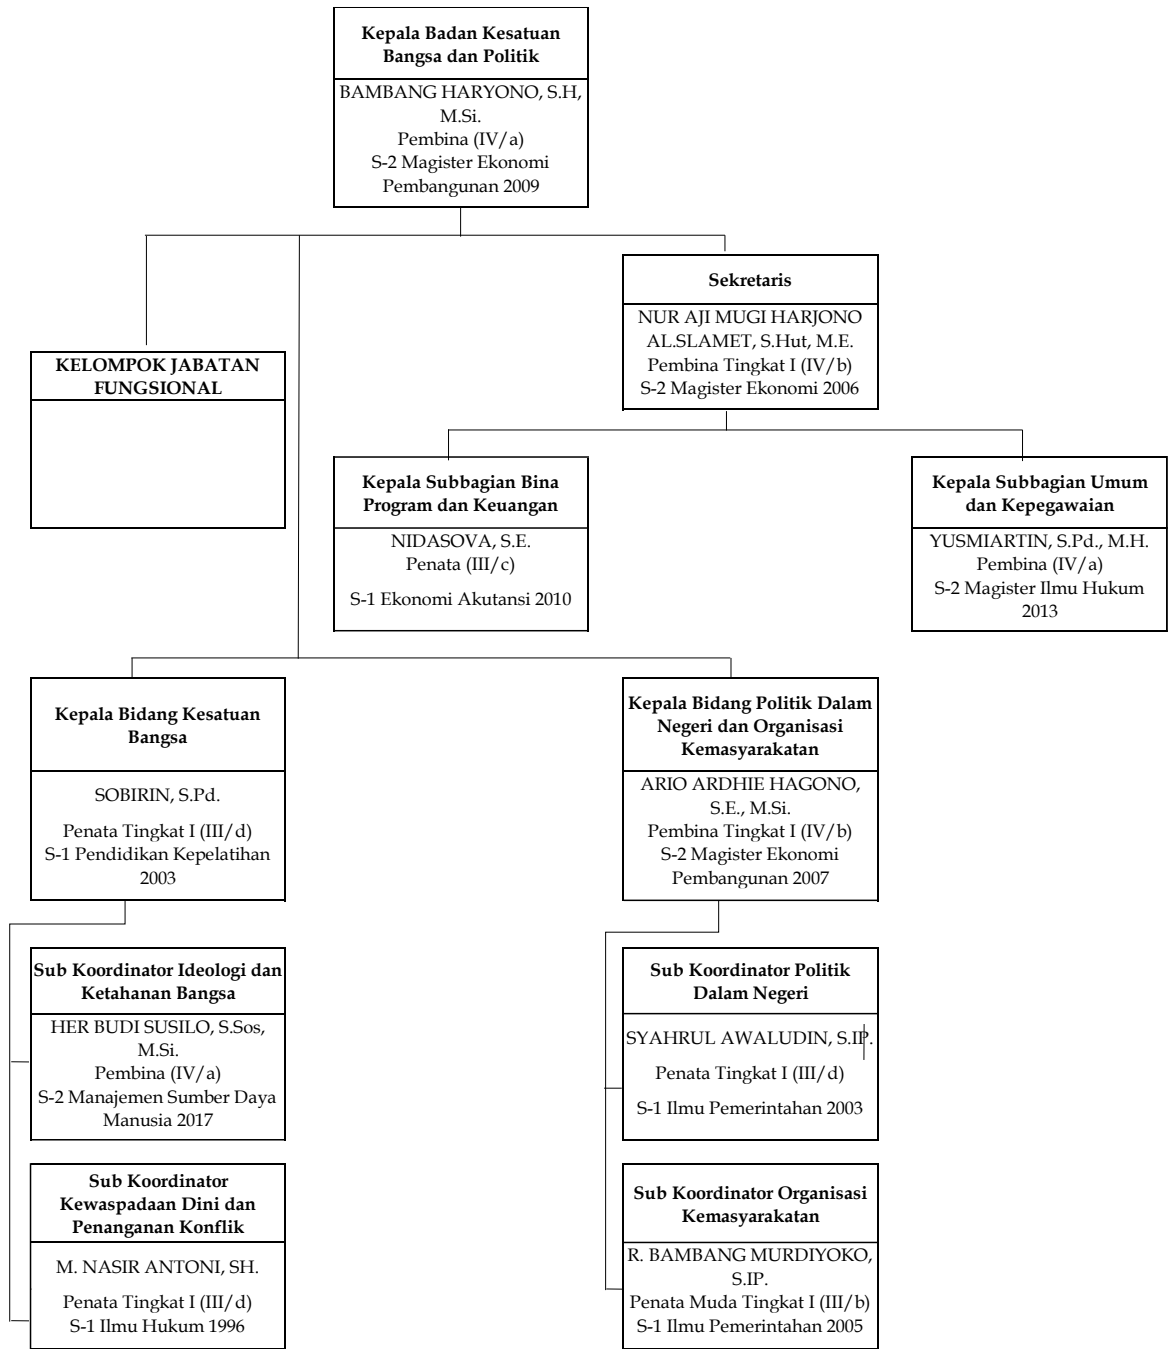 Kepala Badan Kesatuan
Bangsa dan Politik
BAMBANG HARYONO, S.H,
M.Si.
Pembina (IV/a)
S-2 Magister Ekonomi
Pembangunan 2009
Sekretaris
NUR AJI MUGI HARJONO
AL.SLAMET, S.Hut, M.E.
Pembina Tingkat I (IV/b)
S-2 Magister Ekonomi 2006
KELOMPOK JABATAN
FUNGSIONAL
Kepala Subbagian Bina
Program dan Keuangan
NIDASOVA, S.E.
Penata (III/c)
S-1 Ekonomi Akutansi 2010
Kepala Subbagian Umum
dan Kepegawaian
YUSMIARTIN, S.Pd., M.H.
Pembina (IV/a)
S-2 Magister Ilmu Hukum
2013
Kepala Bidang Kesatuan
Bangsa
SOBIRIN, S.Pd.
Penata Tingkat I (III/d)
S-1 Pendidikan Kepelatihan
2003
Kepala Bidang Politik Dalam
Negeri dan Organisasi
Kemasyarakatan
ARIO ARDHIE HAGONO,
S.E., M.Si.
Pembina Tingkat I (IV/b)
S-2 Magister Ekonomi
Pembangunan 2007
Sub Koordinator Ideologi dan
Ketahanan Bangsa
HER BUDI SUSILO, S.Sos,
M.Si.
Pembina (IV/a)
S-2 Manajemen Sumber Daya
Manusia 2017
Sub Koordinator Politik
Dalam Negeri
SYAHRUL AWALUDIN, S.IP.
Penata Tingkat I (III/d)
S-1 Ilmu Pemerintahan 2003
Sub Koordinator
Kewaspadaan Dini dan
Penanganan Konflik
M. NASIR ANTONI, SH.
Penata Tingkat I (III/d)
S-1 Ilmu Hukum 1996
Sub Koordinator Organisasi
Kemasyarakatan
R. BAMBANG MURDIYOKO,
S.IP.
Penata Muda Tingkat I (III/b)
S-1 Ilmu Pemerintahan 2005